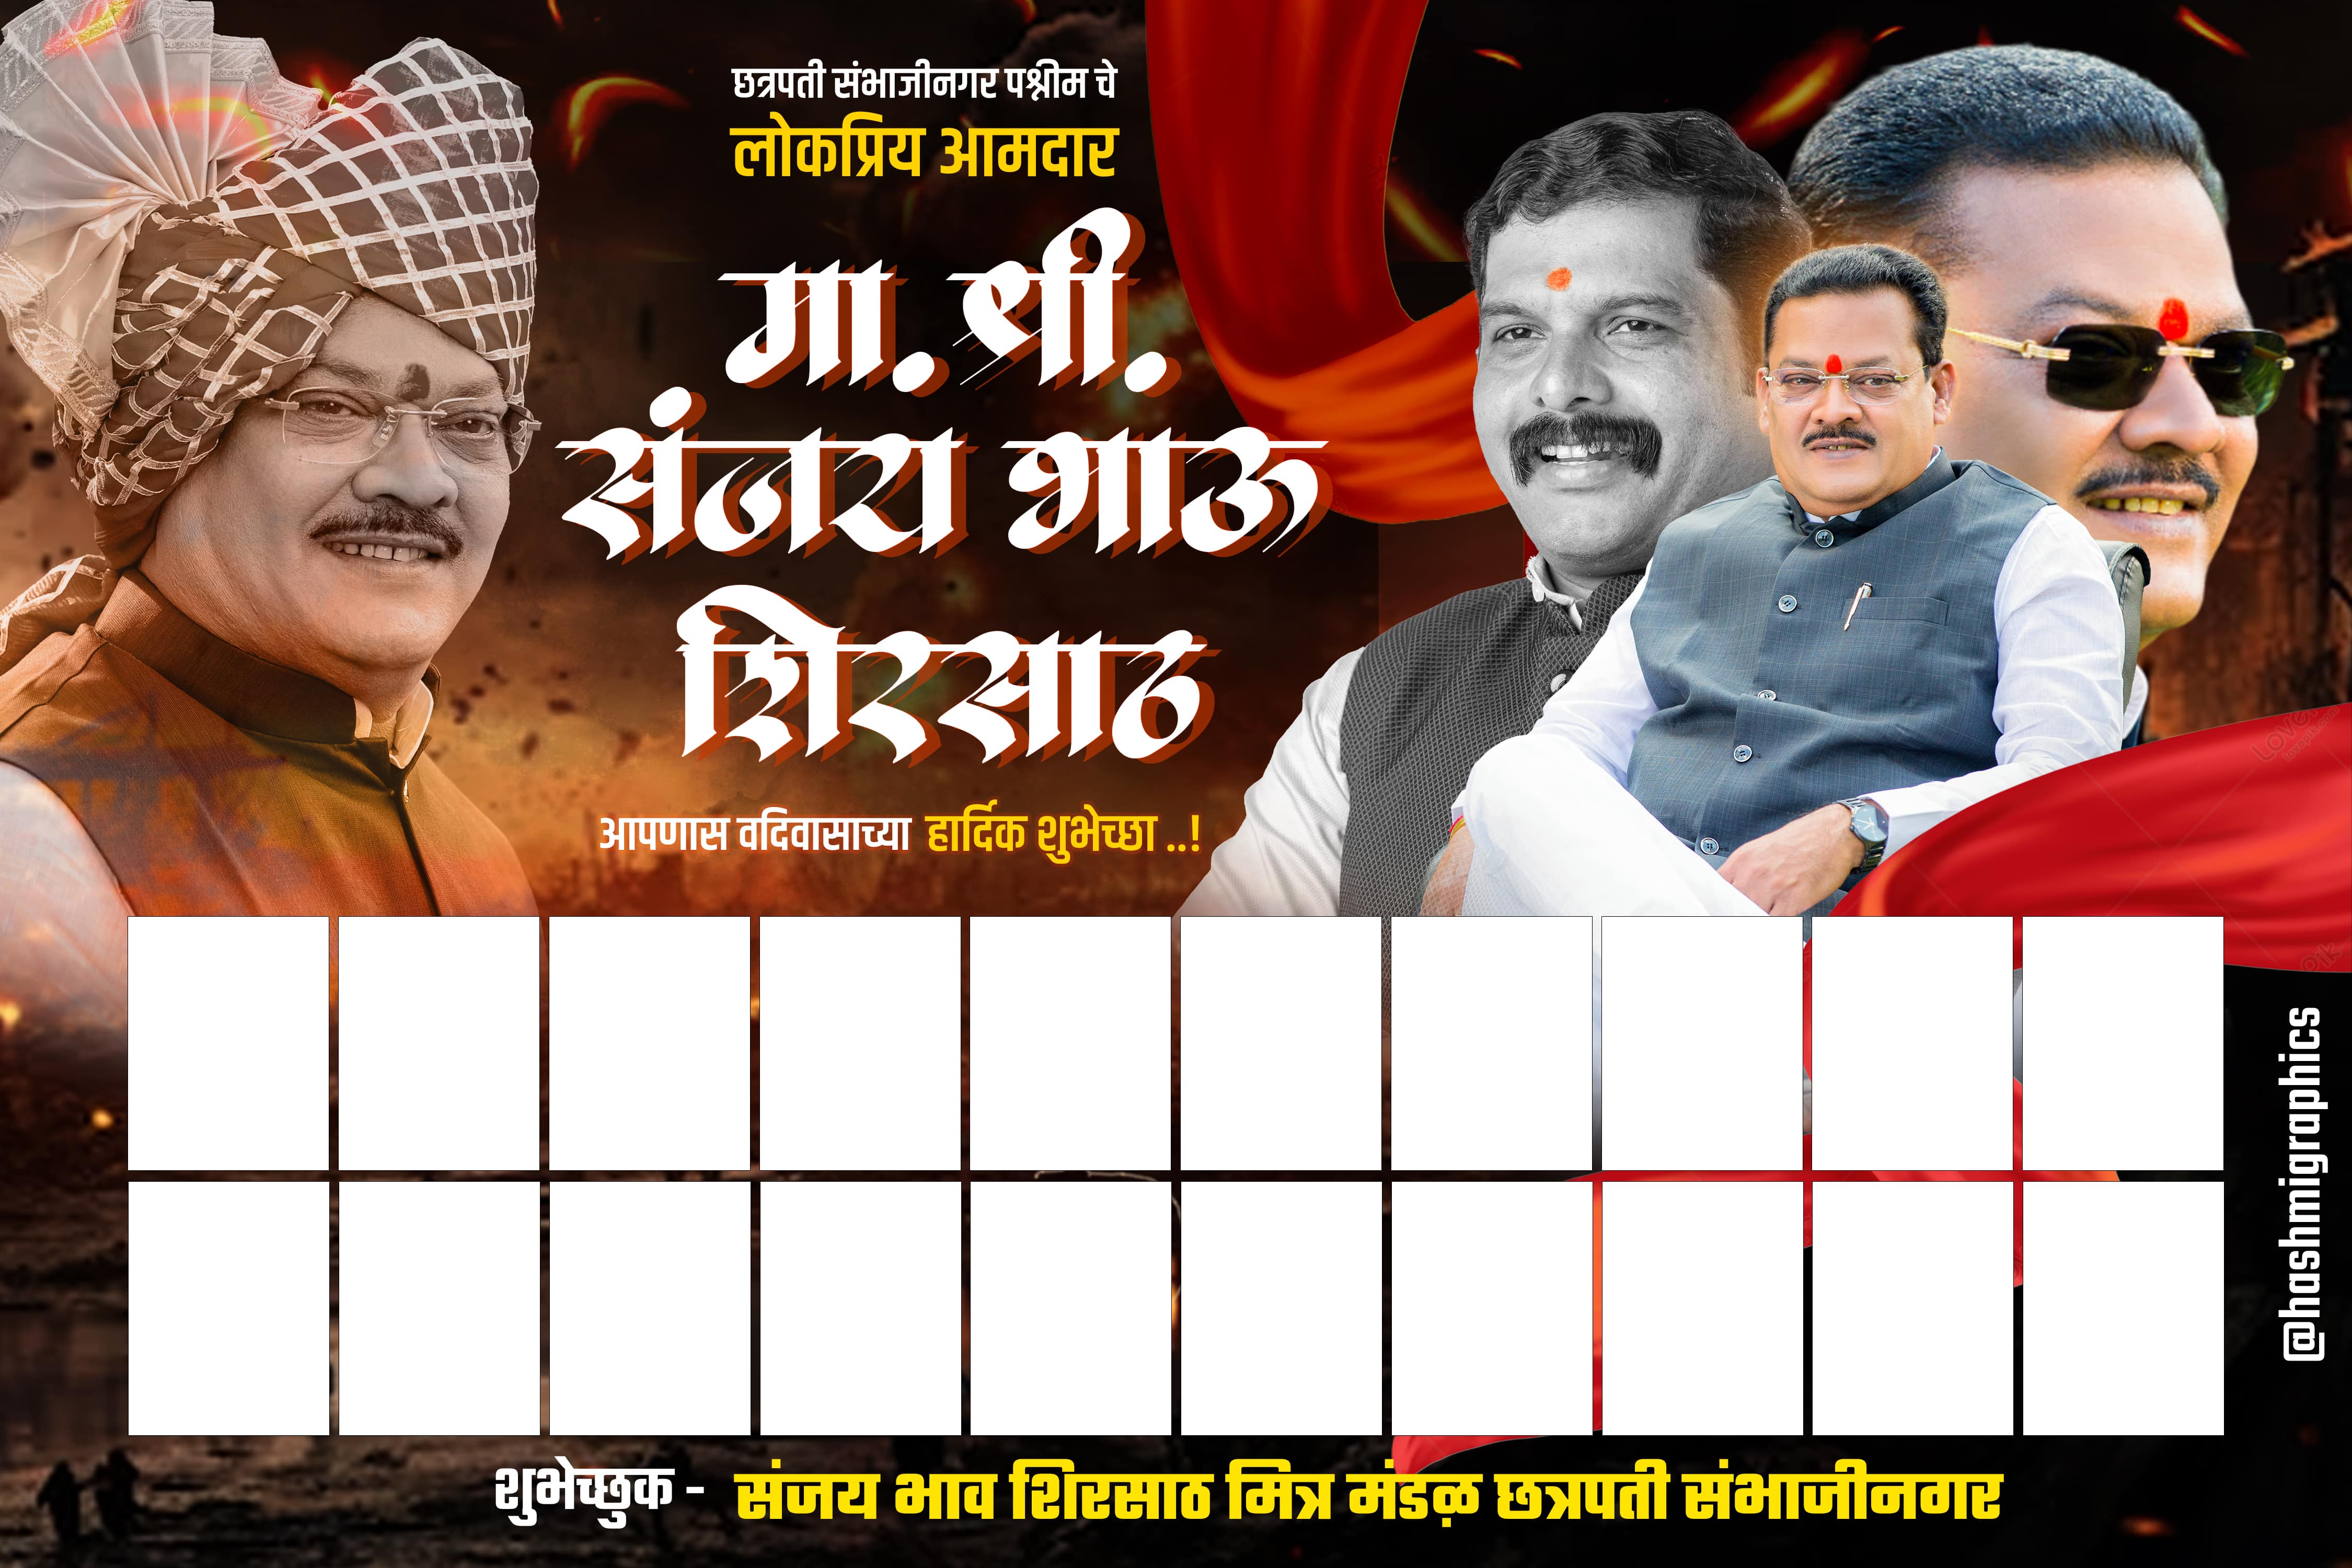 छत्रपती संभाजीनगर पश्चीम चे
लोकप्रिय आमदार
मा. श्री.
संजय भाऊ
शिरसाठ
आपणास वदिवासाच्या हार्दिक शुभेच्छा ..!
@hashmigraphics
शुभेच्छुक - संजय भाव शिरसाठ मित्र मंडळ छत्रपती संभाजीनगर